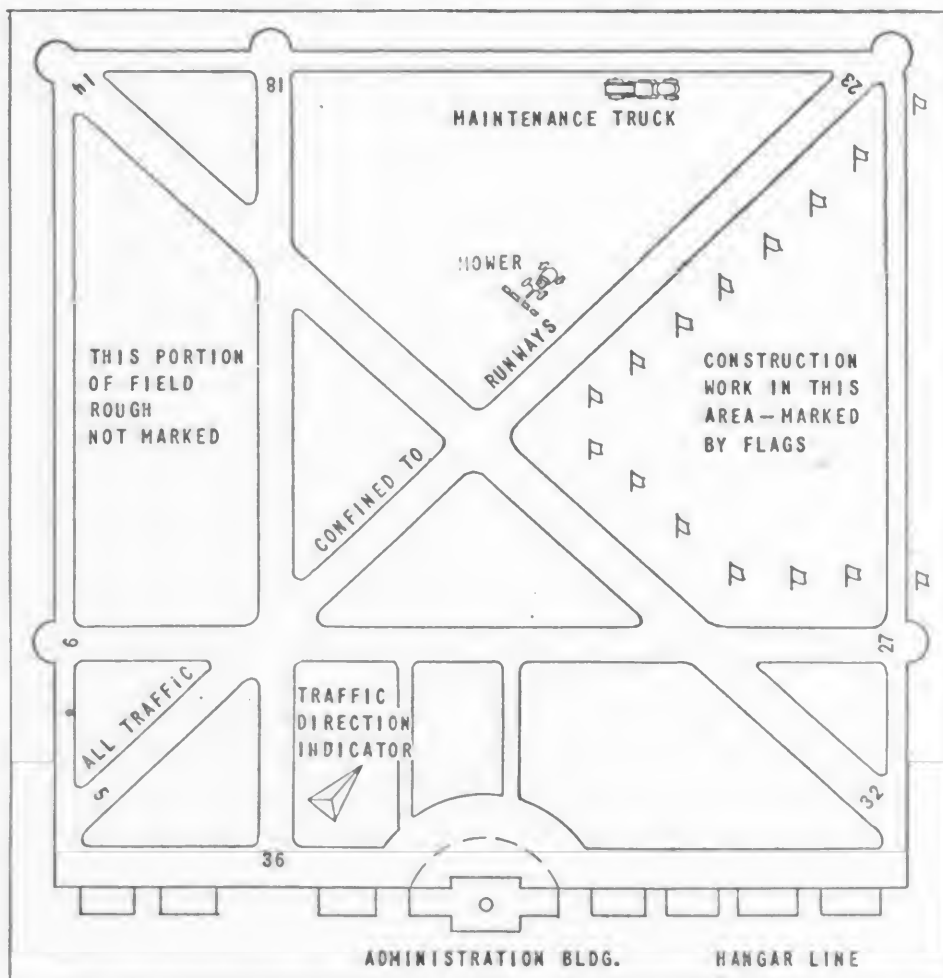 14
18
23
MAINTENANCE TRUCK
MOWER
RUNWAYS
THIS PORTION
OF FIELD
ROUGH
NOT MARKED
CONSTRUCTION
WORK IN THIS
AREA—MARKED
BY FLAGS
CONFINED TO
9
27
ALL TRAFFIC
TRAFFIC
DIRECTION
INDICATOR
5
32
36
ADMINISTRATION BLDG.
HANGAR LINE